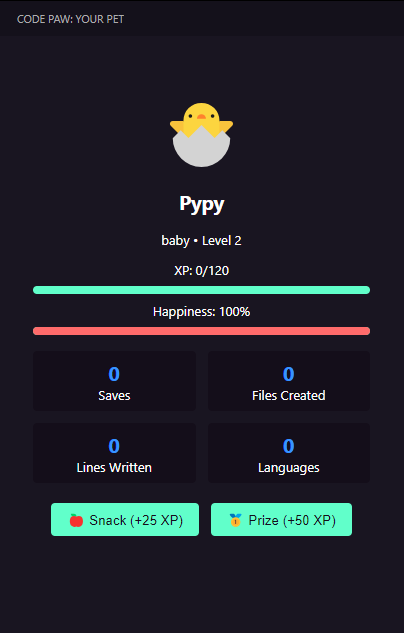 CODE PAW: YOUR PET
Pypy
baby • Level 2
XP: 0/120
Happiness: 100%
0
Saves
0
Files Created
0
Lines Written
0
Languages
🍎 Snack (+25 XP)
🏅 Prize (+50 XP)